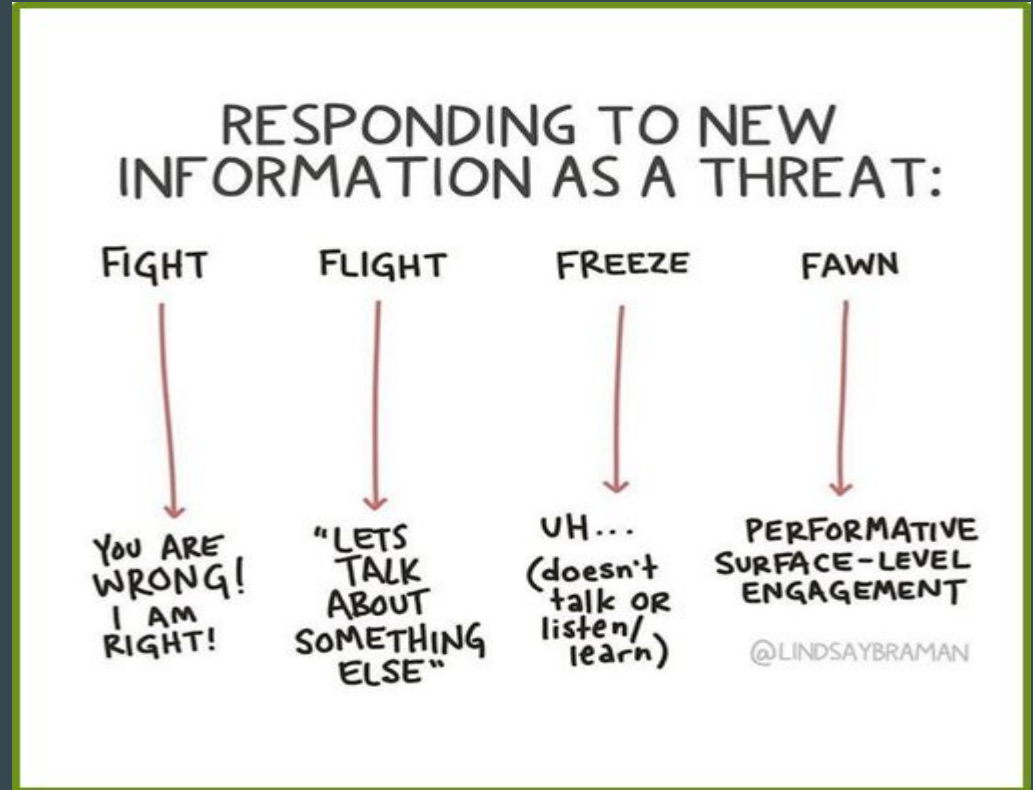 RESPONDING TO NEW
INFORMATION AS A THREAT:
FIGHT
YOU ARE
WRONG!
I AM
RIGHT!
FLIGHT
"LETS
TALK
ABOUT
SOMETHING
ELSE"
FREEZE
UH...
(doesn't
talk OR
listen/
learn)
FAWN
PERFORMATIVE
SURFACE-LEVEL
ENGAGEMENT
@LINDSAYBRAMAN